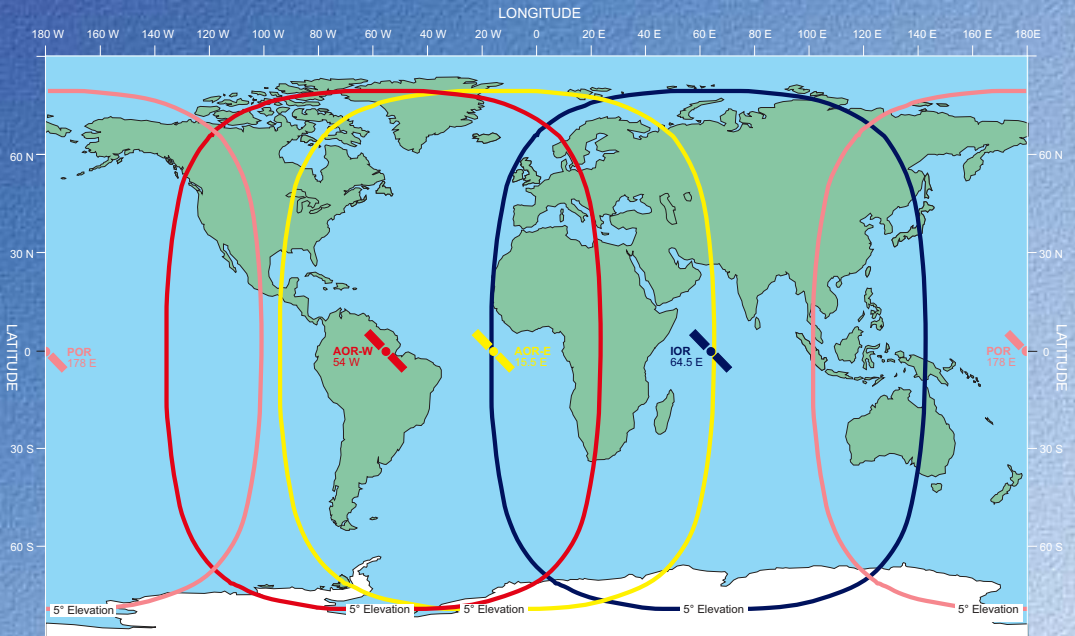 LONGITUDE
180 W 160 W 140 W 120 W 100 W 80 W 60 W 40 W 20 W 0 20 E 40 E 60 E 80 E 100 E 120 E 140 E 160 E 180E
60 N 60 N
30 N 30 N
LATITUDE 0 0 LATITUDE
POR
178 E
AOR-W
54 W
AOR-E
15.5 E
IOR
64.5 E
POR
178 E
30 S 30 S
60 S 60 S
5° Elevation 5° Elevation 5° Elevation 5° Elevation 5° Elevation